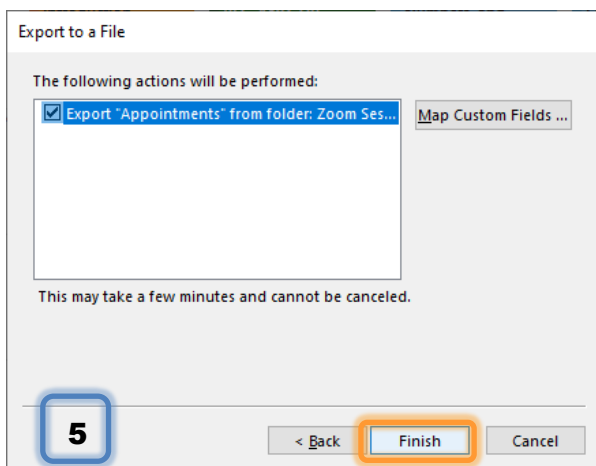 Export to a File
The following actions will be performed:
Export "Appointments" from folder: Zoom Ses...
Map Custom Fields ...
This may take a few minutes and cannot be canceled.
5
< Back
Finish
Cancel